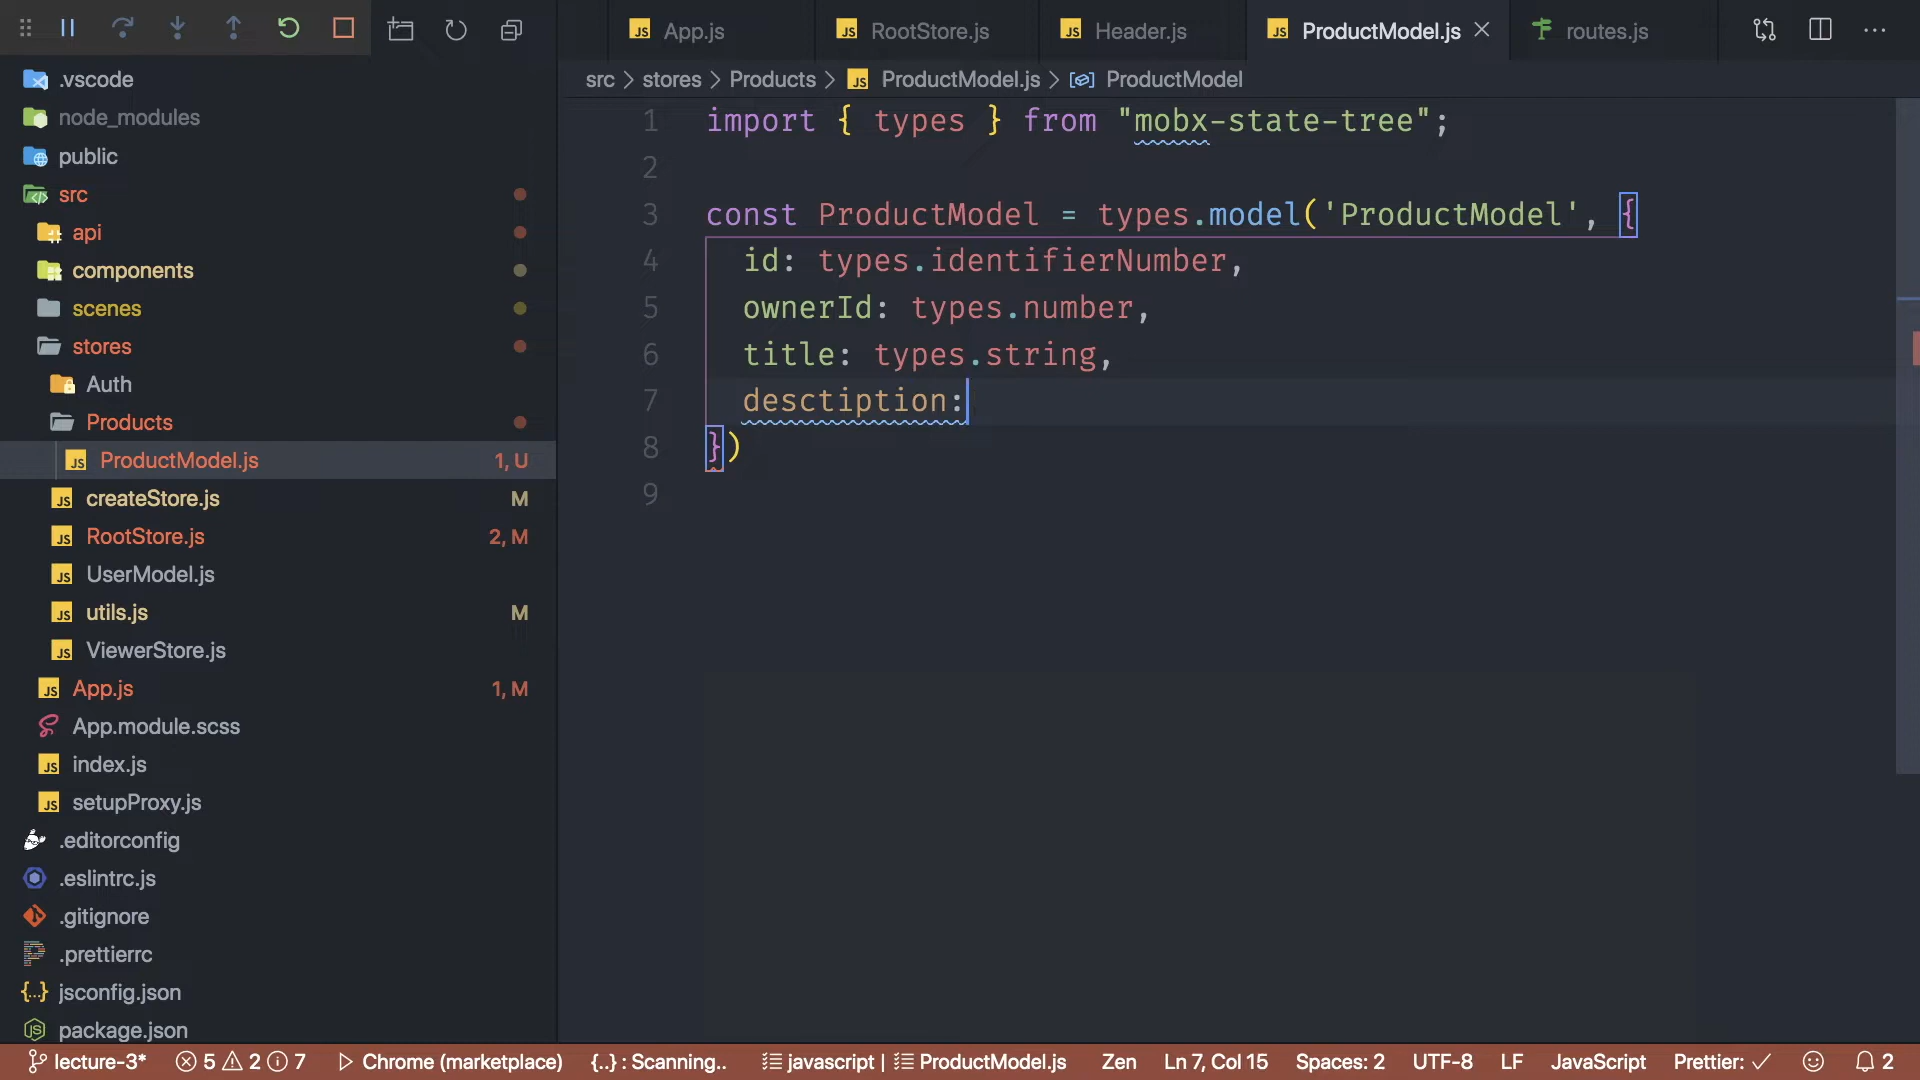 App.js
RootStore.js
Header.js
ProductModel.js
routes.js
src > stores > Products > ProductModel.js > ProductModel
.vscode
node_modules
public
src
api
components
scenes
stores
Auth
Products
ProductModel.js 1, U
createStore.js M
RootStore.js 2, M
UserModel.js
utils.js M
ViewerStore.js
App.js 1, M
App.module.scss
index.js
setupProxy.js
.editorconfig
.eslintrc.js
.gitignore
.prettierrc
jsconfig.json
package.json
1 import { types } from "mobx-state-tree";
2
3 const ProductModel = types.model('ProductModel', {
4 id: types.identifierNumber,
5 ownerId: types.number,
6 title: types.string,
7 desctiption:
8 })
9
lecture-3* 5 2 7 Chrome (marketplace) {..} : Scanning.. javascript | ProductModel.js Zen Ln 7, Col 15 Spaces: 2 UTF-8 LF JavaScript Prettier: ✓ 2